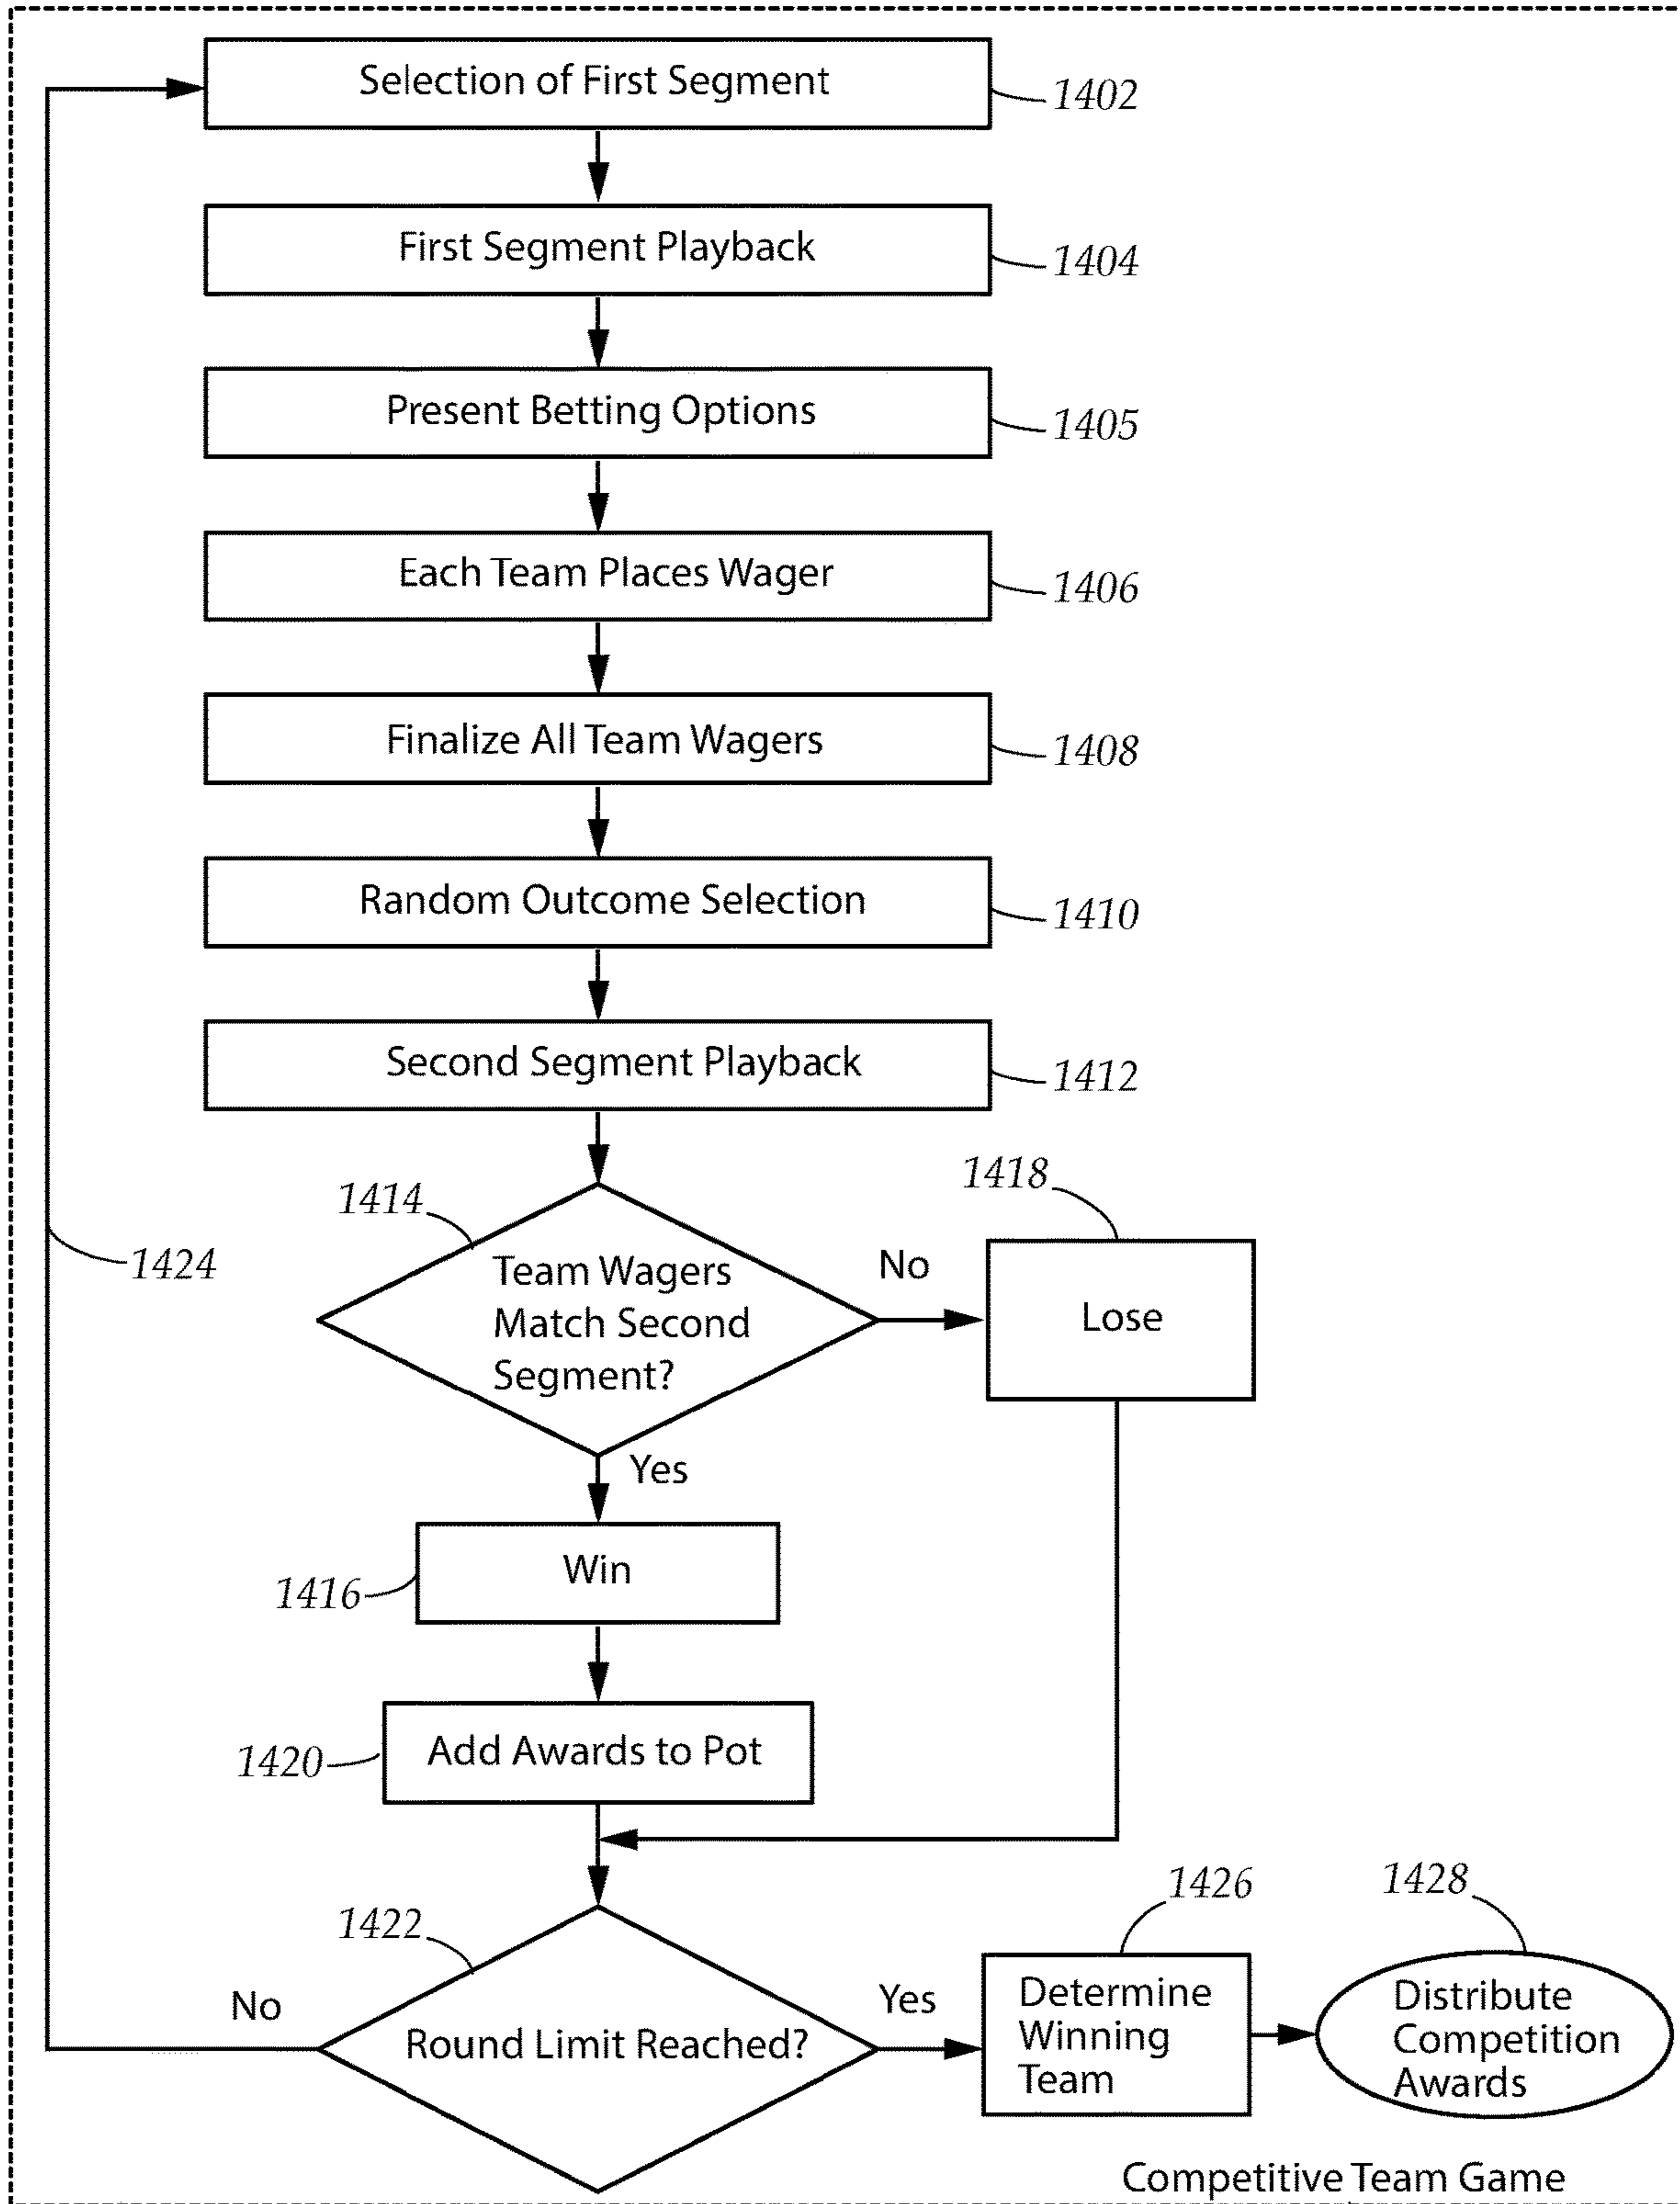 Selection of First Segment
1402
First Segment Playback
1404
Present Betting Options
1405
Each Team Places Wager
1406
Finalize All Team Wagers
1408
Random Outcome Selection
1410
Second Segment Playback
1412
1414
1418
1424
Team Wagers
Match Second
Segment?
No
Lose
Yes
Win
1416
Add Awards to Pot
1420
1422
1426
1428
No
Round Limit Reached?
Yes
Determine
Winning
Team
Distribute
Competition
Awards
Competitive Team Game